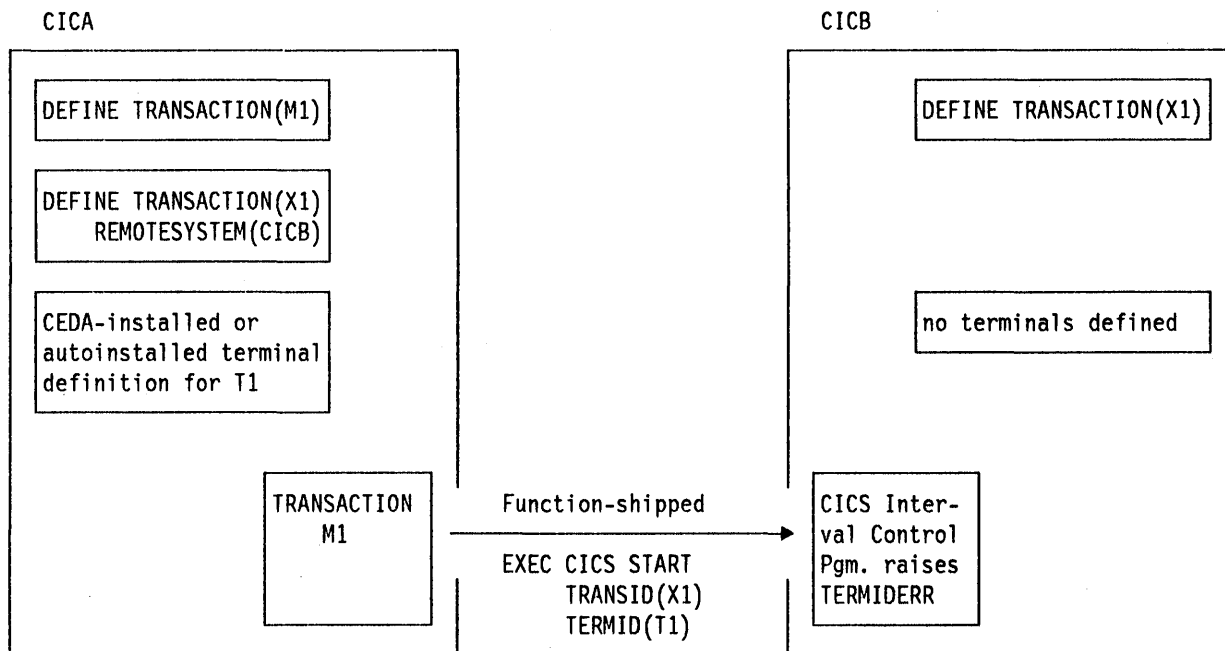 CICA
CICB
DEFINE TRANSACTION(M1)
DEFINE TRANSACTION(X1)
DEFINE TRANSACTION(X1)
REMOTESYSTEM(CICB)
CEDA-installed or
autoinstalled terminal
definition for T1
no terminals defined
TRANSACTION
M1
Function-shipped
EXEC CICS START
TRANSID(X1)
TERMID(T1)
CICS Inter-
val Control
Pgm. raises
TERMIDERR